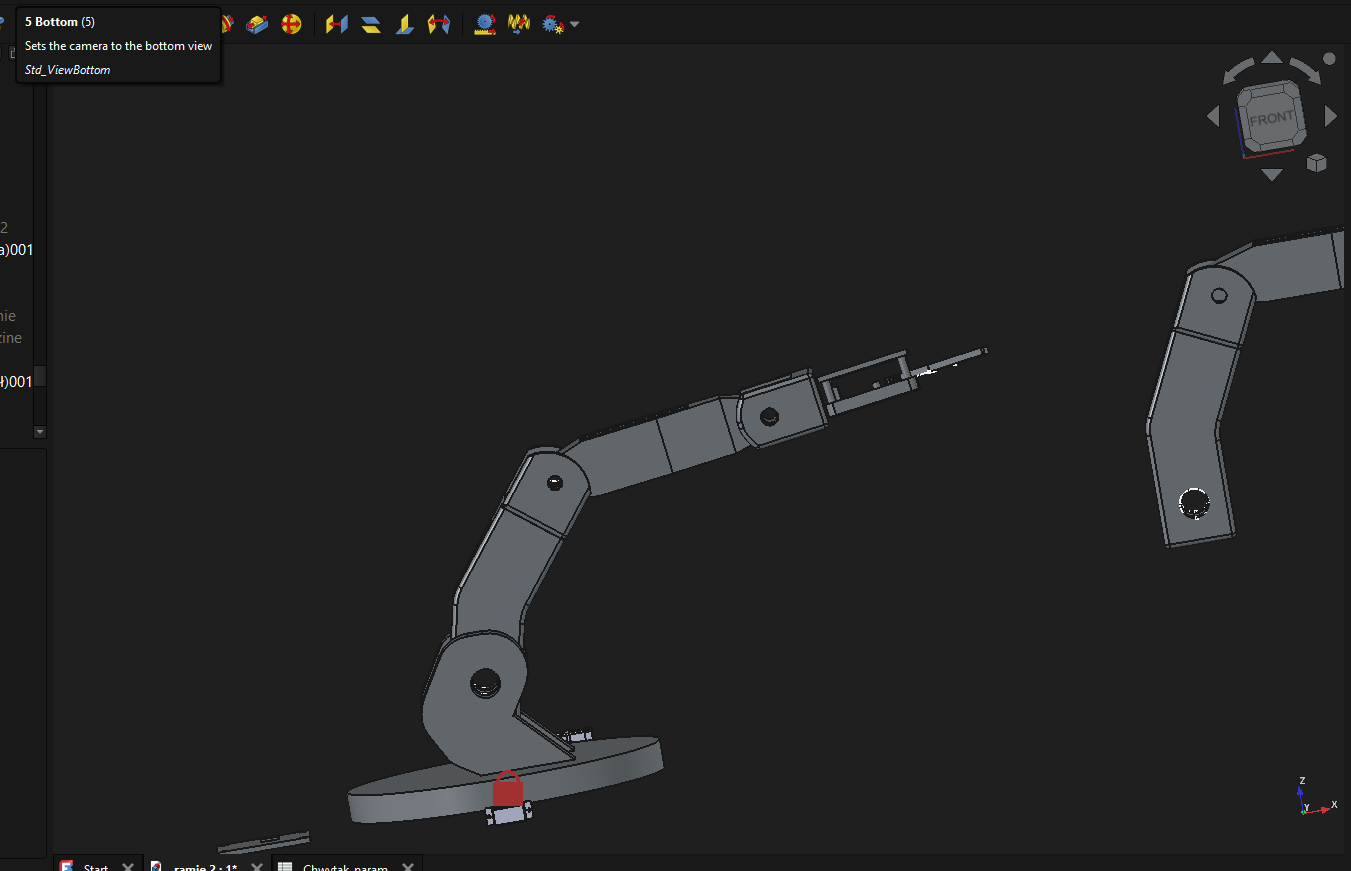 5 Bottom (5)
Sets the camera to the bottom view
Std_ViewBottom
FRONT
2
a)001
nie
zine
)001
Z
Y
X
Start
ramie 2 : 1*
Chwytak_param